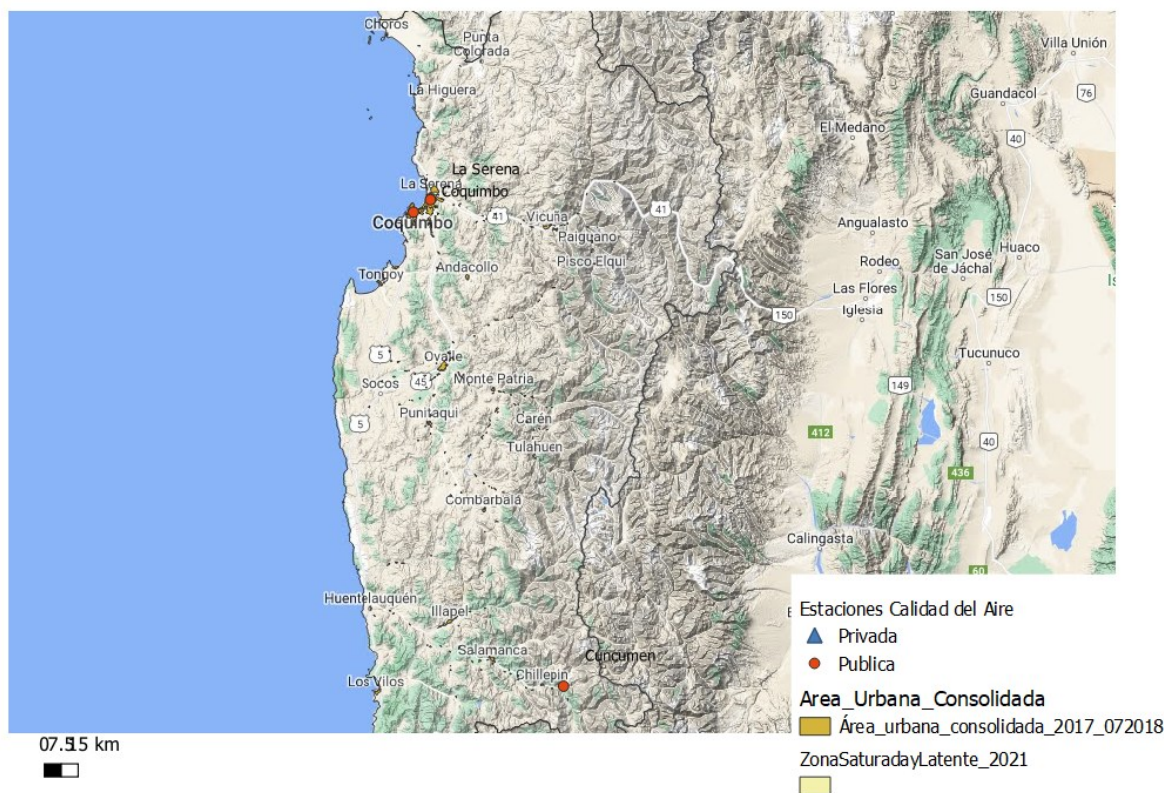 Choros
Punta
Colorada
Villa Unión
La Higuera
Guandacol
76
El Medano
40
La Serena
La Serena
Coquimbo
41
41
Vicuña
Coquimbo
Paiguano
Angualasto
Pisco Elqui
Rodeo
San José
de Jáchal
Huaco
Tongoy
Andacollo
Las Flores
150
Iglesia
150
5
Ovalle
Tucunuco
Socos
45
Monte Patria
149
Punitaqui
Carén
5
412
40
Tulahuen
436
Combarbalá
Calingasta
60
Huentelauquén
Illapel
Salamanca
Cuncumen
Chillepin
Los Vilos
Estaciones Calidad del Aire
Privada
Publica
Area_Urbana_Consolidada
Área_urbana_consolidada_2017_072018
ZonaSaturadayLatente_2021
07.515 km